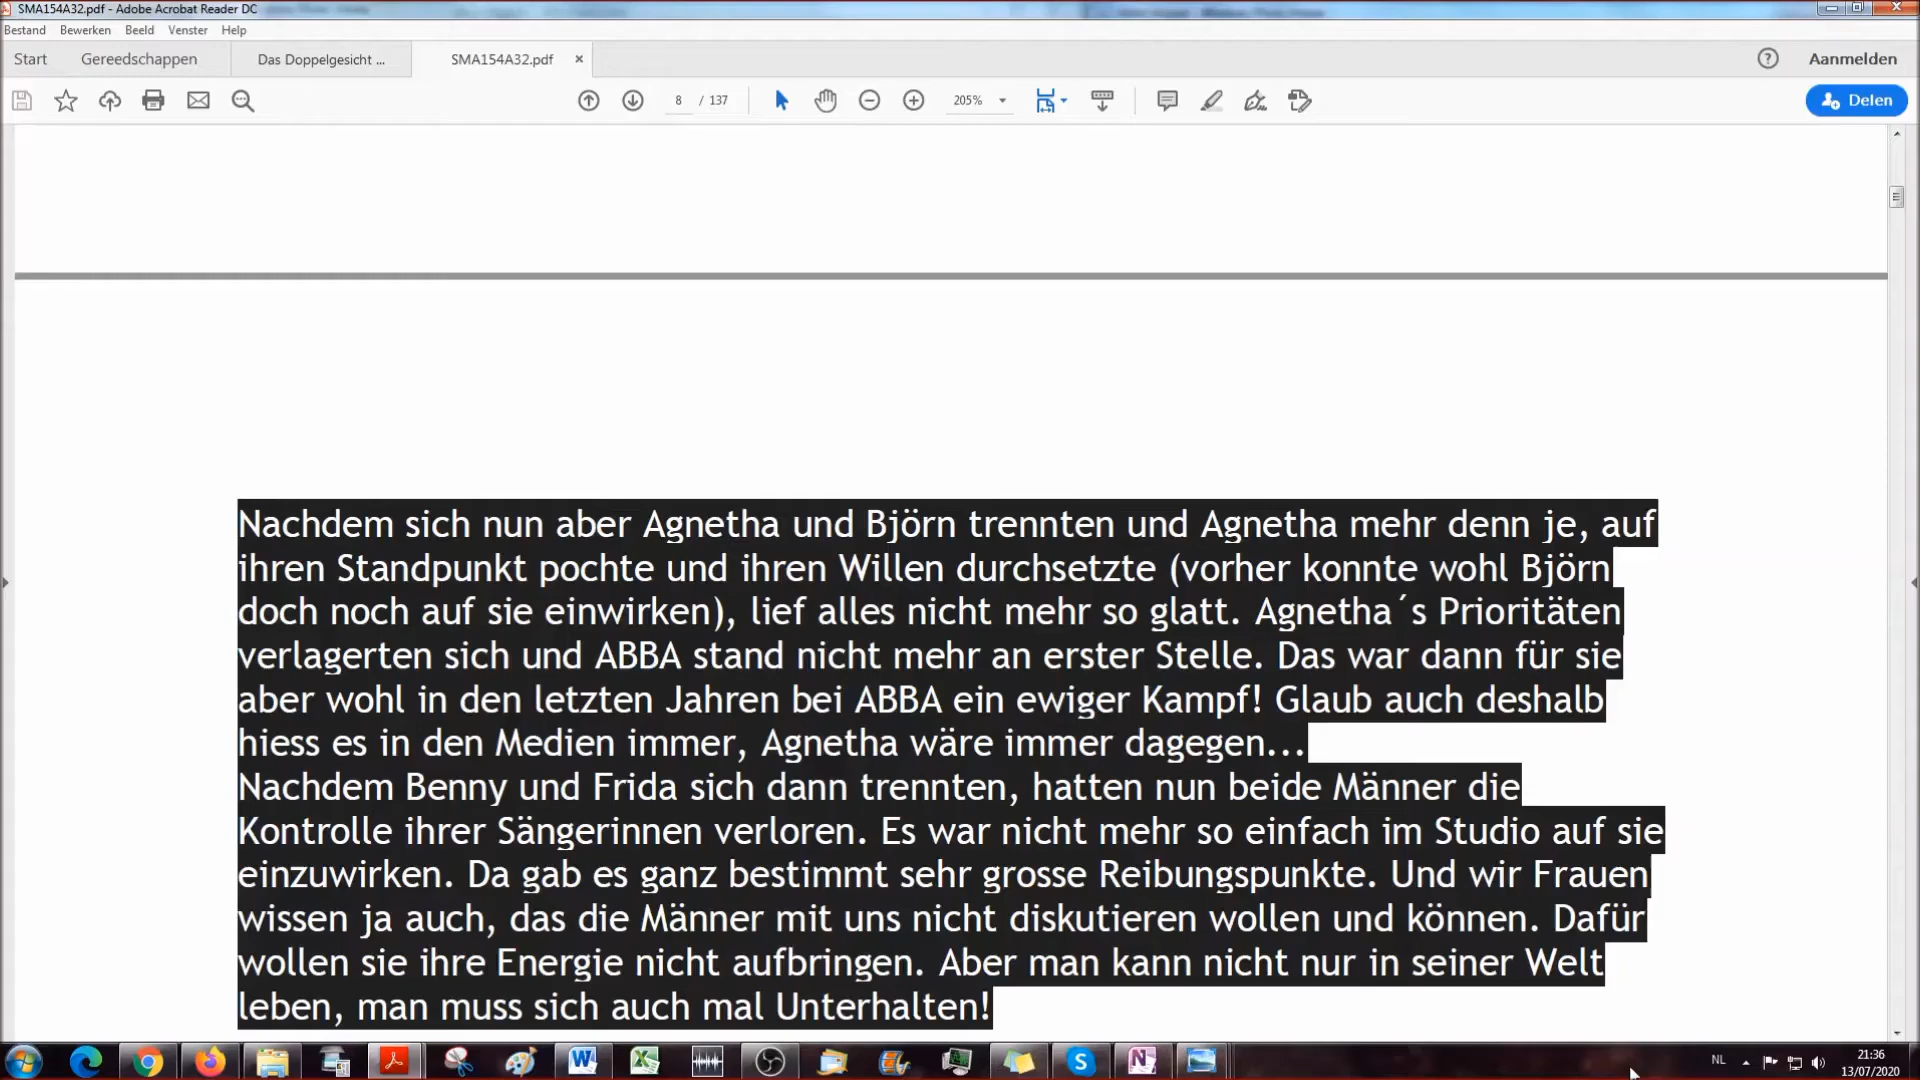 SMA154A32.pdf - Adobe Acrobat Reader DC
Bestand Bewerken Beeld Venster Help
Start Gereedschappen Das Doppelgesicht ... SMA154A32.pdf × Aanmelden
8 / 137 205% Delen
Nachdem sich nun aber Agnetha und Björn trennten und Agnetha mehr denn je, auf
ihren Standpunkt pochte und ihren Willen durchsetzte (vorher konnte wohl Björn
doch noch auf sie einwirken), lief alles nicht mehr so glatt. Agnetha´s Prioritäten
verlagerten sich und ABBA stand nicht mehr an erster Stelle. Das war dann für sie
aber wohl in den letzten Jahren bei ABBA ein ewiger Kampf! Glaub auch deshalb
hiess es in den Medien immer, Agnetha wäre immer dagegen...
Nachdem Benny und Frida sich dann trennten, hatten nun beide Männer die
Kontrolle ihrer Sängerinnen verloren. Es war nicht mehr so einfach im Studio auf sie
einzuwirken. Da gab es ganz bestimmt sehr grosse Reibungspunkte. Und wir Frauen
wissen ja auch, das die Männer mit uns nicht diskutieren wollen und können. Dafür
wollen sie ihre Energie nicht aufbringen. Aber man kann nicht nur in seiner Welt
leben, man muss sich auch mal Unterhalten!
NL 21:36
13/07/2020